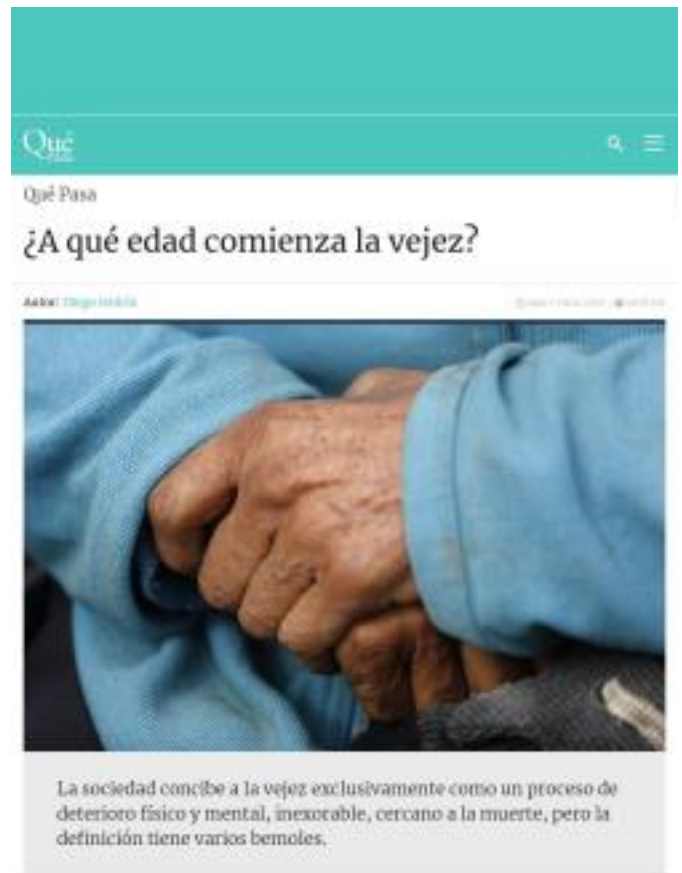 Qué
Qué Pasa
¿A qué edad comienza la vejez?
Autor:
La sociedad concibe a la vejez exclusivamente como un proceso de
deterioro físico y mental, inexorable, cercano a la muerte, pero la
definición tiene varios bemoles.